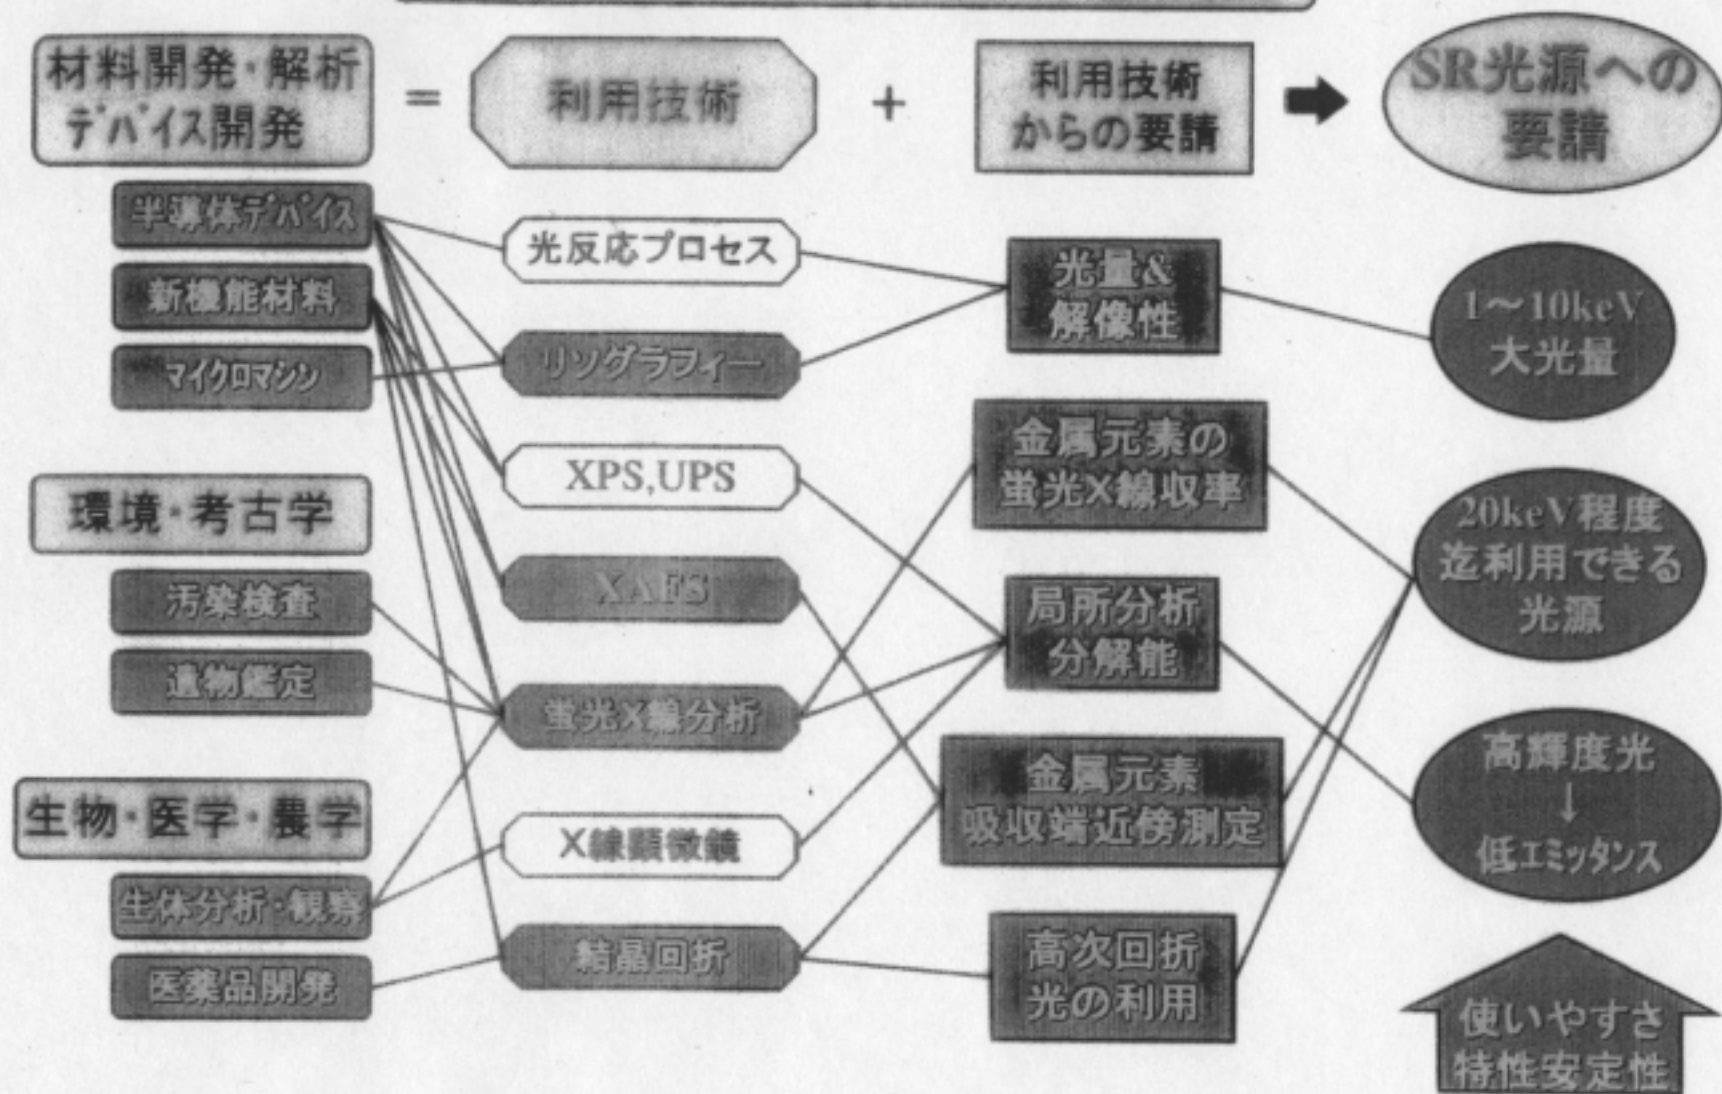 材料開発・解析
デバイス開発
=
利用技術
+
利用技術
からの要請
SR光源への
要請
半導体デバイス
新機能材料
マイクロマシン
環境・考古学
汚染検査
遺物鑑定
生物・医学・農学
生体分析・観察
医薬品開発
光反応プロセス
リソグラフィー
XPS,UPS
XAFS
蛍光X線分析
X線顕微鏡
結晶回折
光量&
解像性
金属元素の
蛍光X線収率
局所分析
分解能
金属元素
吸収端近傍測定
高次回折
光の利用
1～10keV
大光量
20keV程度
迄利用できる
光源
高輝度光
↓
低エミッタンス
使いやすさ
特性安定性